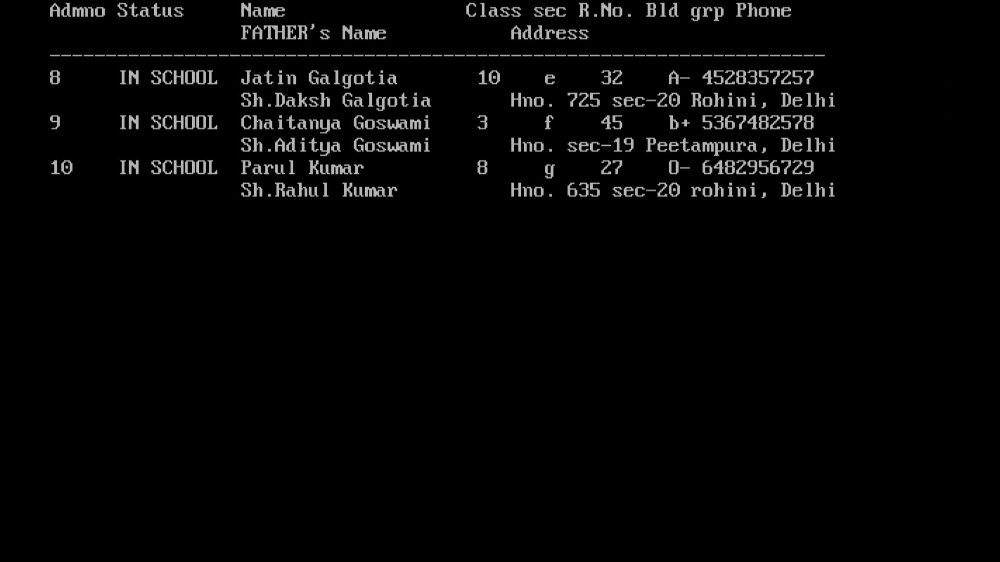 Admno Status Name Class sec R.No. Bld grp Phone
FATHER's Name Address
---------------------------------------------------------------------
8 IN SCHOOL Jatin Galgotia 10 e 32 A- 4528357257
Sh.Daksh Galgotia Hno. 725 sec-20 Rohini, Delhi
9 IN SCHOOL Chaitanya Goswami 3 f 45 b+ 5367482578
Sh.Aditya Goswami Hno. sec-19 Peetampura, Delhi
10 IN SCHOOL Parul Kumar 8 g 27 O- 6482956729
Sh.Rahul Kumar Hno. 635 sec-20 rohini, Delhi